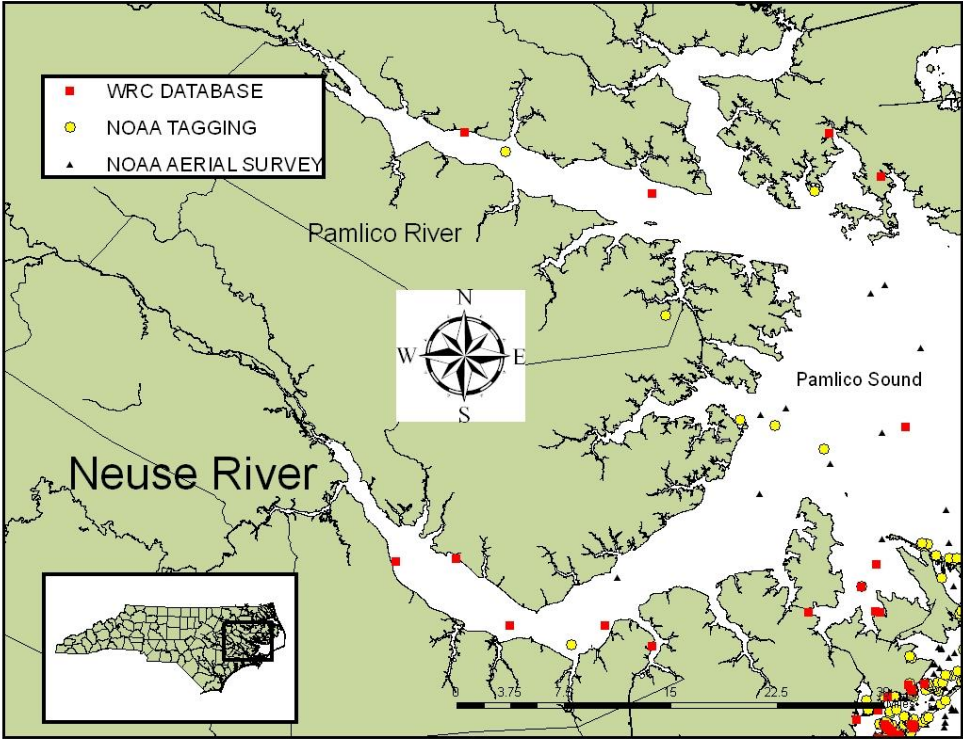 WRC DATABASE
NOAA TAGGING
NOAA AERIAL SURVEY
Pamlico River
N
W E
S
Pamlico Sound
Neuse River
0 3.75 7.5 15 22.5